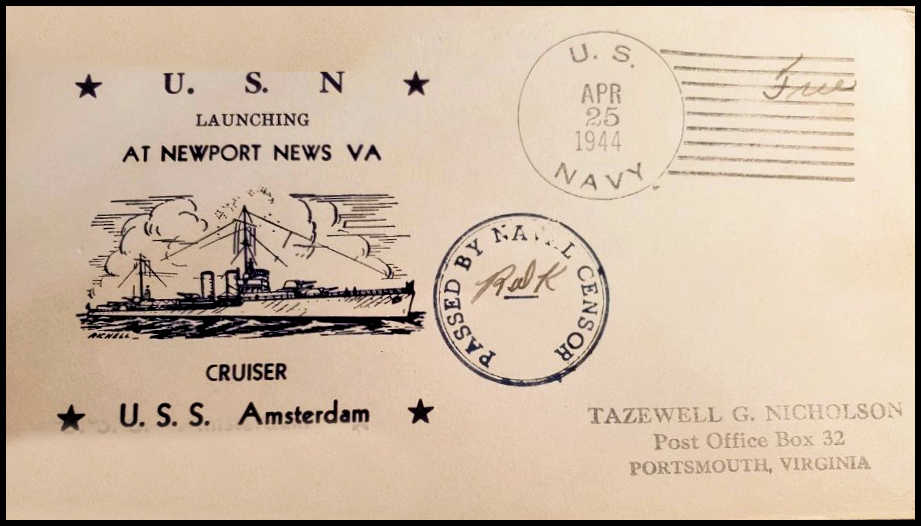 U. S. N
LAUNCHING
AT NEWPORT NEWS VA
CRUISER
U. S. S. Amsterdam
U. S.
APR
25
1944
NAVY
Free
PASSED BY NAVAL CENSOR
TAZEWELL G. NICHOLSON
Post Office Box 32
PORTSMOUTH, VIRGINIA